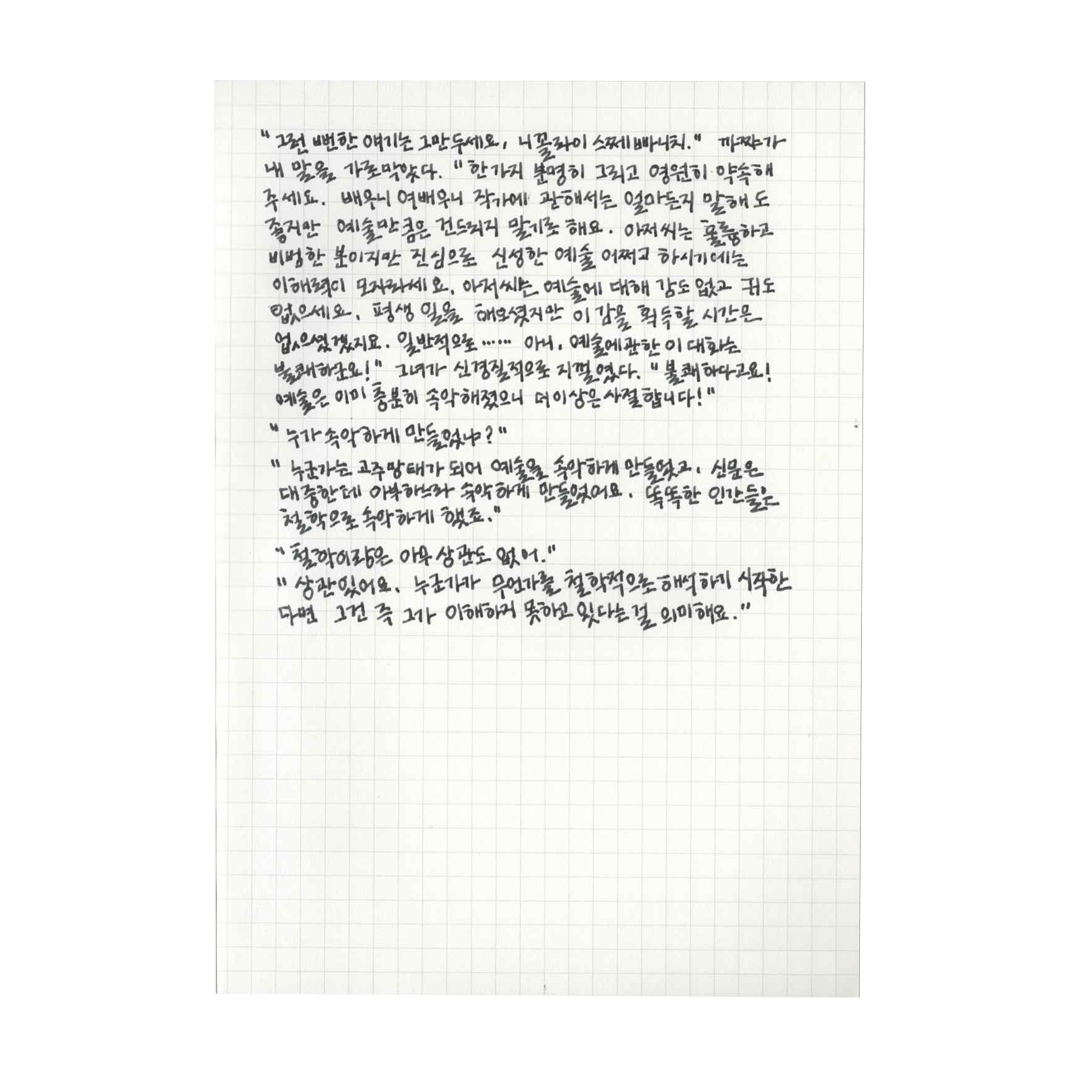 "그런 뻔한 얘기는 그만두세요, 니꼴라이 스쩨빠니치." 까쨔가
내 말을 가로막았다. "한가지 분명히 그리고 영원히 약속해
주세요. 배우니 여배우니 작가에 관해서는 얼마든지 말해도
좋지만 예술만큼은 건드리지 말기로 해요. 아저씨는 훌륭하고
비범한 분이지만 진심으로 신성한 예술 어쩌고 하시기에는
이해력이 모자라세요. 아저씨는 예술에 대해 감도 없고 귀도
없으세요. 평생 일을 해오셨지만 이 감을 획득할 시간은
없으셨겠지요. 일반적으로…… 아니, 예술에관한 이 대화는
불쾌하군요!" 그녀가 신경질적으로 지껄였다. "불쾌하다고요!
예술은 이미 충분히 속악해졌으니 더이상은 사절합니다!"
"누가 속악하게 만들었나?"
"누군가는 고주망태가 되어 예술을 속악하게 만들었고, 신문은
대중한테 아부하느라 속악하게 만들었어요. 똑똑한 인간들은
철학으로 속악하게 했죠."
"철학이랑은 아무 상관도 없어."
"상관있어요. 누군가가 무언가를 철학적으로 해석하기 시작한
다면 그건 즉 그가 이해하지 못하고 있다는 걸 의미해요."